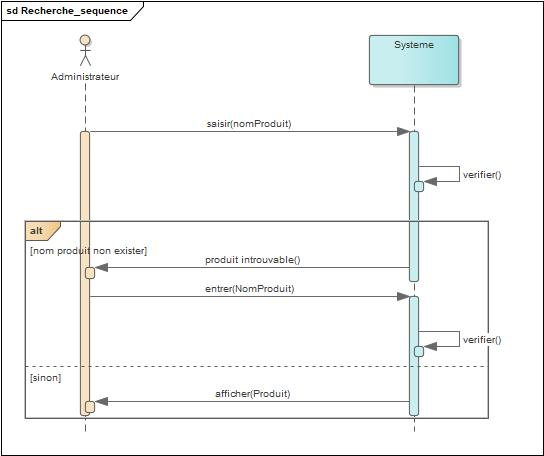 sd Recherche_sequence
Administrateur
Systeme
saisir(nomProduit)
verifier()
alt
[nom produit non exister]
produit introuvable()
entrer(NomProduit)
verifier()
[sinon]
afficher(Produit)